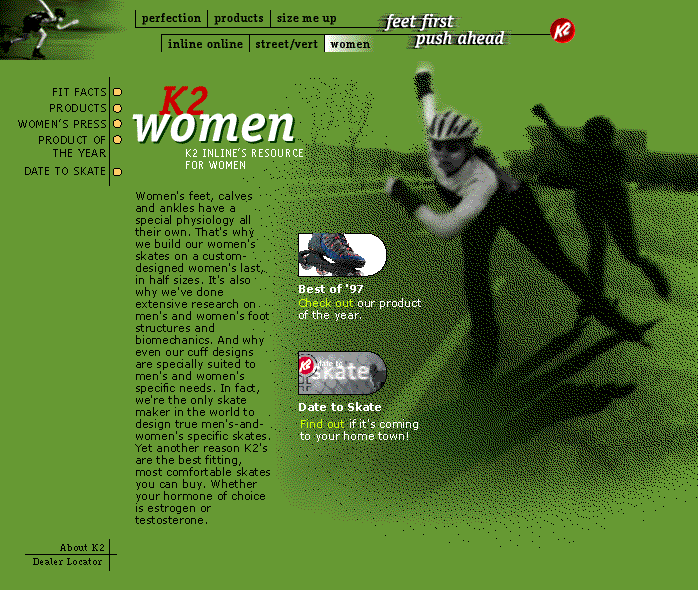 perfection
products
size me up
feet first
push ahead
K2
inline online
street/vert
women
FIT FACTS
PRODUCTS
WOMEN'S PRESS
PRODUCT OF
THE YEAR
DATE TO SKATE
K2
women
K2 INLINE'S RESOURCE
FOR WOMEN
Women's feet, calves
and ankles have a
special physiology all
their own. That's why
we build our women's
skates on a custom-
designed women's last,
in half sizes. It's also
why we've done
extensive research on
men's and women's foot
structures and
biomechanics. And why
even our cuff designs
are specially suited to
men's and women's
specific needs. In fact,
we're the only skate
maker in the world to
design true men's-and-
women's specific skates.
Yet another reason K2's
are the best fitting,
most comfortable skates
you can buy. Whether
your hormone of choice
is estrogen or
testosterone.
Best of '97
Check out our product
of the year.
K2
date to
skate
Date to Skate
Find out if it's coming
to your home town!
About K2
Dealer Locator